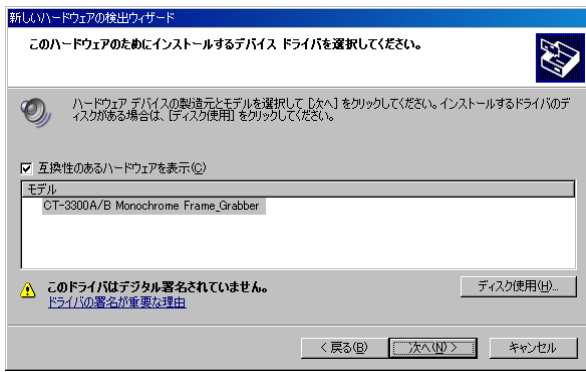 新しいハードウェアの検出ウィザード
このハードウェアのためにインストールするデバイス ドライバを選択してください。
ハードウェア デバイスの製造元とモデルを選択して [次へ] をクリックしてください。インストールするドライバのデ
ィスクがある場合は、[ディスク使用] をクリックしてください。
互換性のあるハードウェアを表示(C)
モデル
CT-3300A/B Monochrome Frame_Grabber
このドライバはデジタル署名されていません。
ドライバの署名が重要な理由
ディスク使用(H)...
< 戻る(B)
次へ(N) >
キャンセル